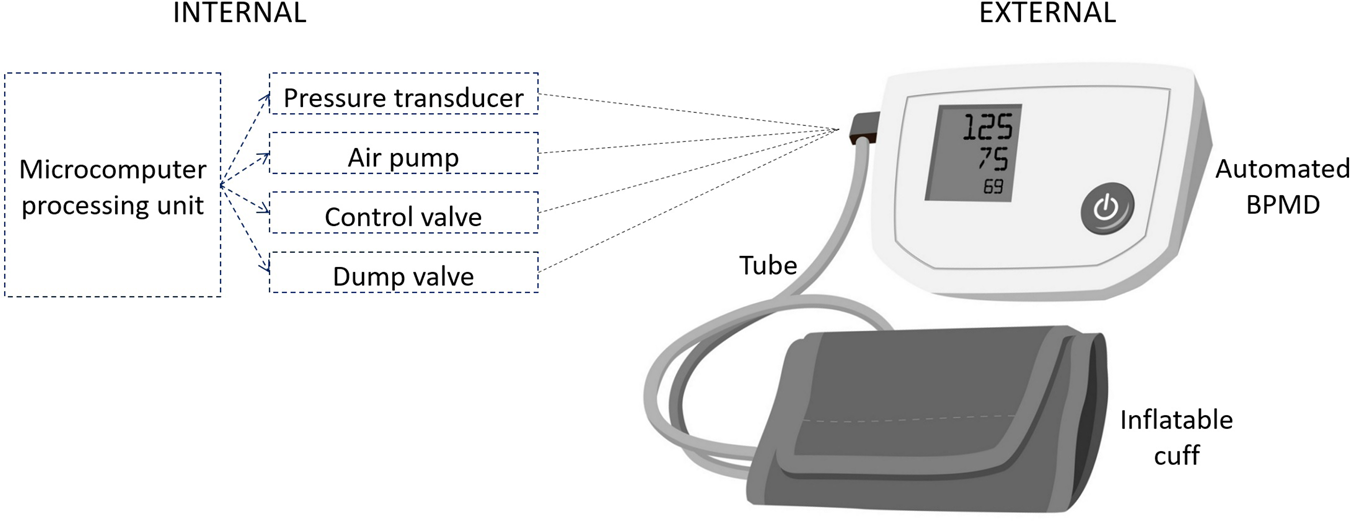 INTERNAL
EXTERNAL
Microcomputer
processing unit
Pressure transducer
Air pump
Control valve
Dump valve
125
75
69
Automated
BPMD
Tube
Inflatable
cuff